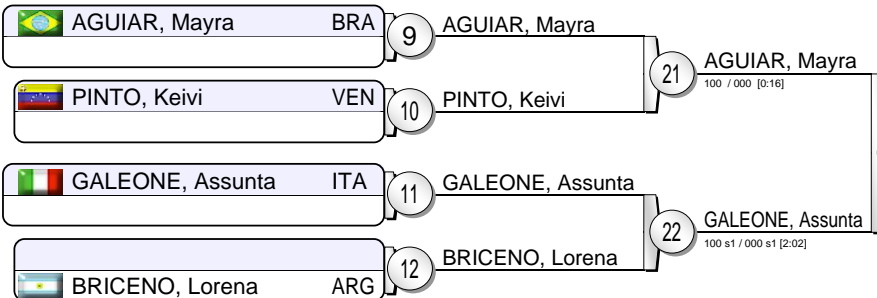 AGUIAR, Mayra BRA
9
AGUIAR, Mayra
PINTO, Keivi VEN
10
PINTO, Keivi
21
AGUIAR, Mayra
100 / 000 [0:16]
GALEONE, Assunta ITA
11
GALEONE, Assunta
BRICENO, Lorena ARG
12
BRICENO, Lorena
22
GALEONE, Assunta
100 s1 / 000 s1 [2:02]